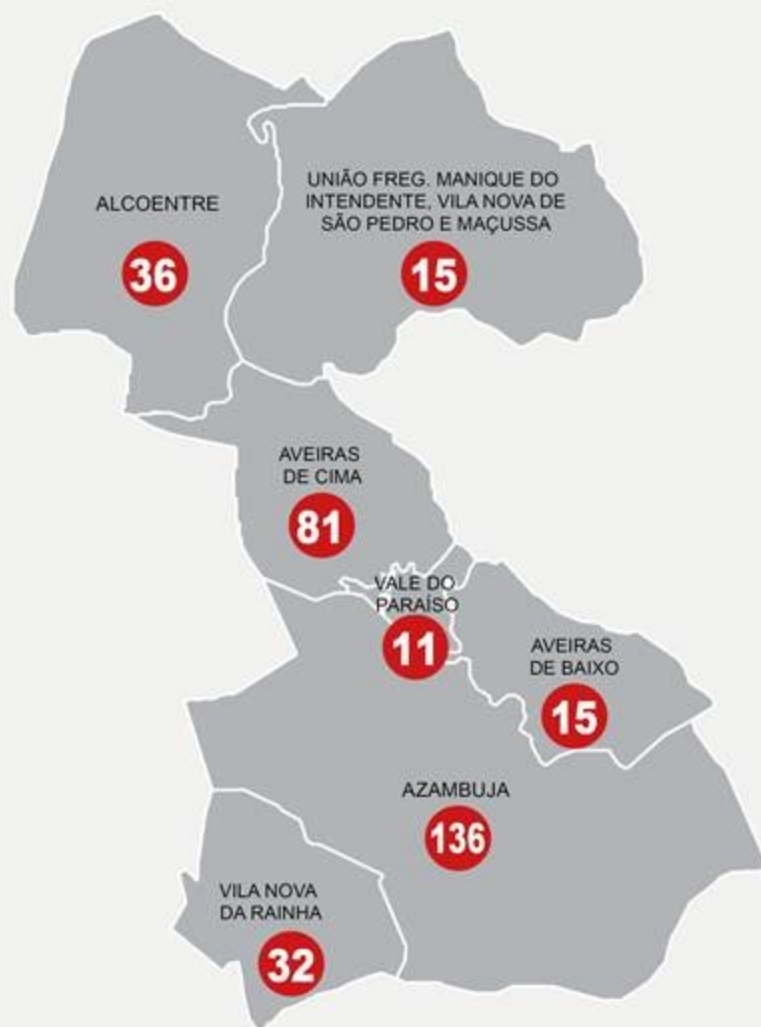 ALCOENTRE
36
UNIÃO FREG. MANIQUE DO
INTENDENTE, VILA NOVA DE
SÃO PEDRO E MAÇUSSA
15
AVEIRAS
DE CIMA
81
VALE DO
PARAÍSO
11
AVEIRAS
DE BAIXO
15
AZAMBUJA
136
VILA NOVA
DA RAINHA
32